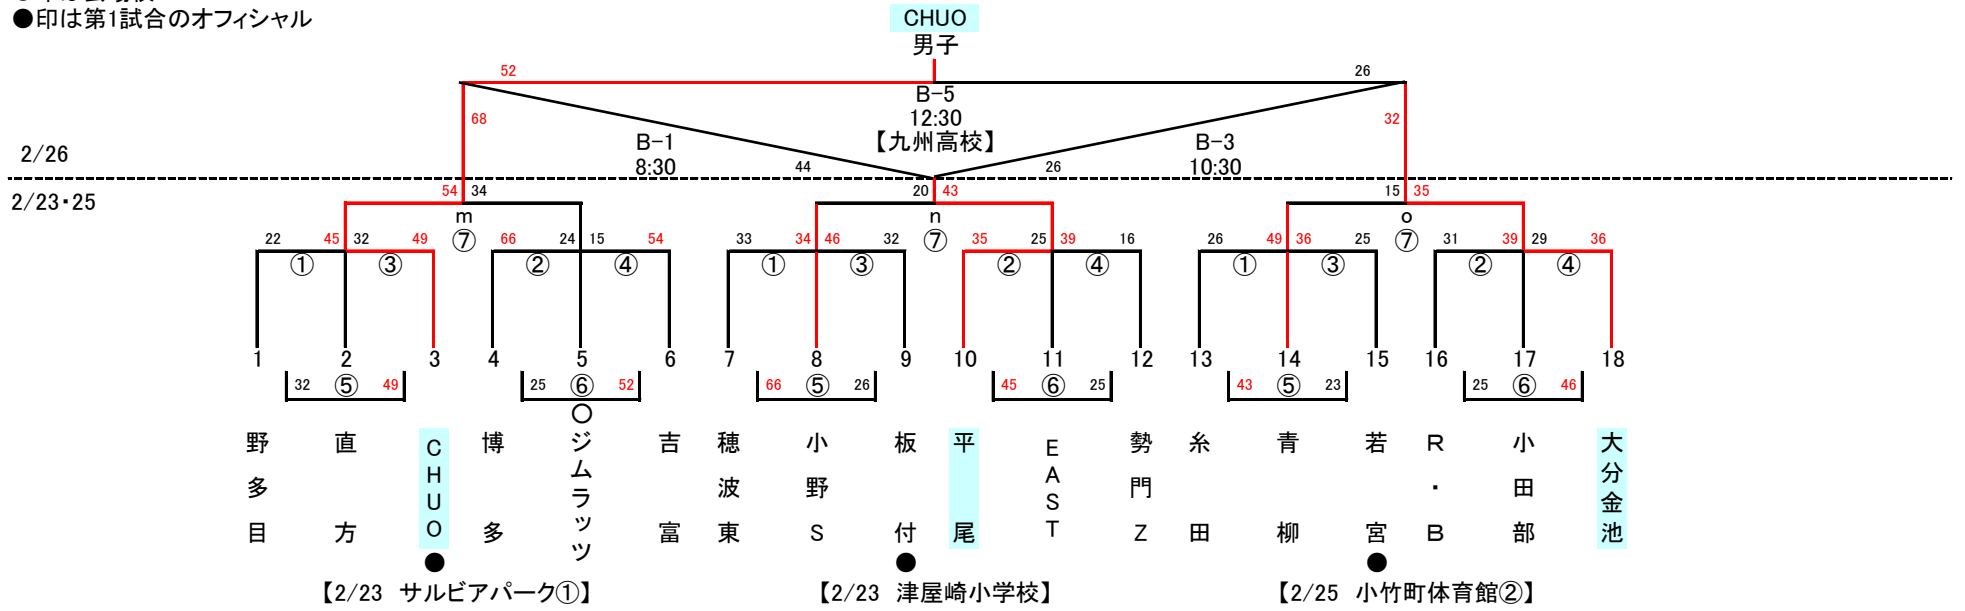 ●印は第1試合のオフィシャル
CHUO
男子
52 26
B-5
12:30
【九州高校】
68 32
B-1 B-3
8:30 10:30
44 26
2/26
2/23・25
54 34 20 43 15 35
m n o
⑦ ⑦ ⑦
22 45 32 49 66 24 15 54 33 34 46 32 35 25 39 16 26 49 36 25 31 39 29 36
① ③ ② ④ ① ③ ② ④ ① ③ ② ④
1 2 3 4 5 6 7 8 9 10 11 12 13 14 15 16 17 18
32 ⑤ 49 25 ⑥ 52 66 ⑤ 26 45 ⑥ 25 43 ⑤ 23 25 ⑥ 46
○
野多目
直方
CHUO
博多
ジムラッツ
吉富
穂波東
小野S
板付
平尾
EAST
勢門Z
糸田
青柳
若宮
R・B
小田部
大分金池
● ● ●
【2/23 サルビアパーク①】 【2/23 津屋崎小学校】 【2/25 小竹町体育館②】